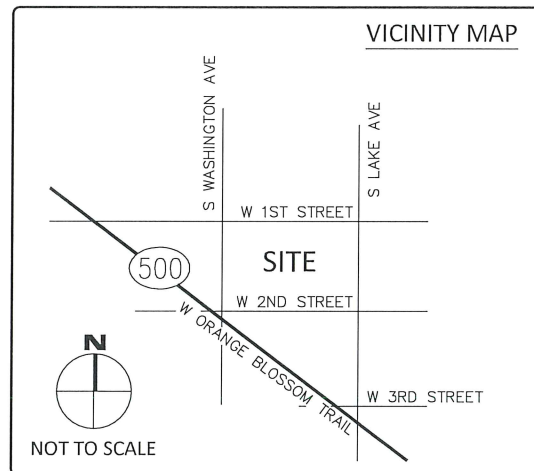 VICINITY MAP
S WASHINGTON AVE
S LAKE AVE
W 1ST STREET
500
SITE
W 2ND STREET
W ORANGE BLOSSOM TRAIL
N
W 3RD STREET
NOT TO SCALE